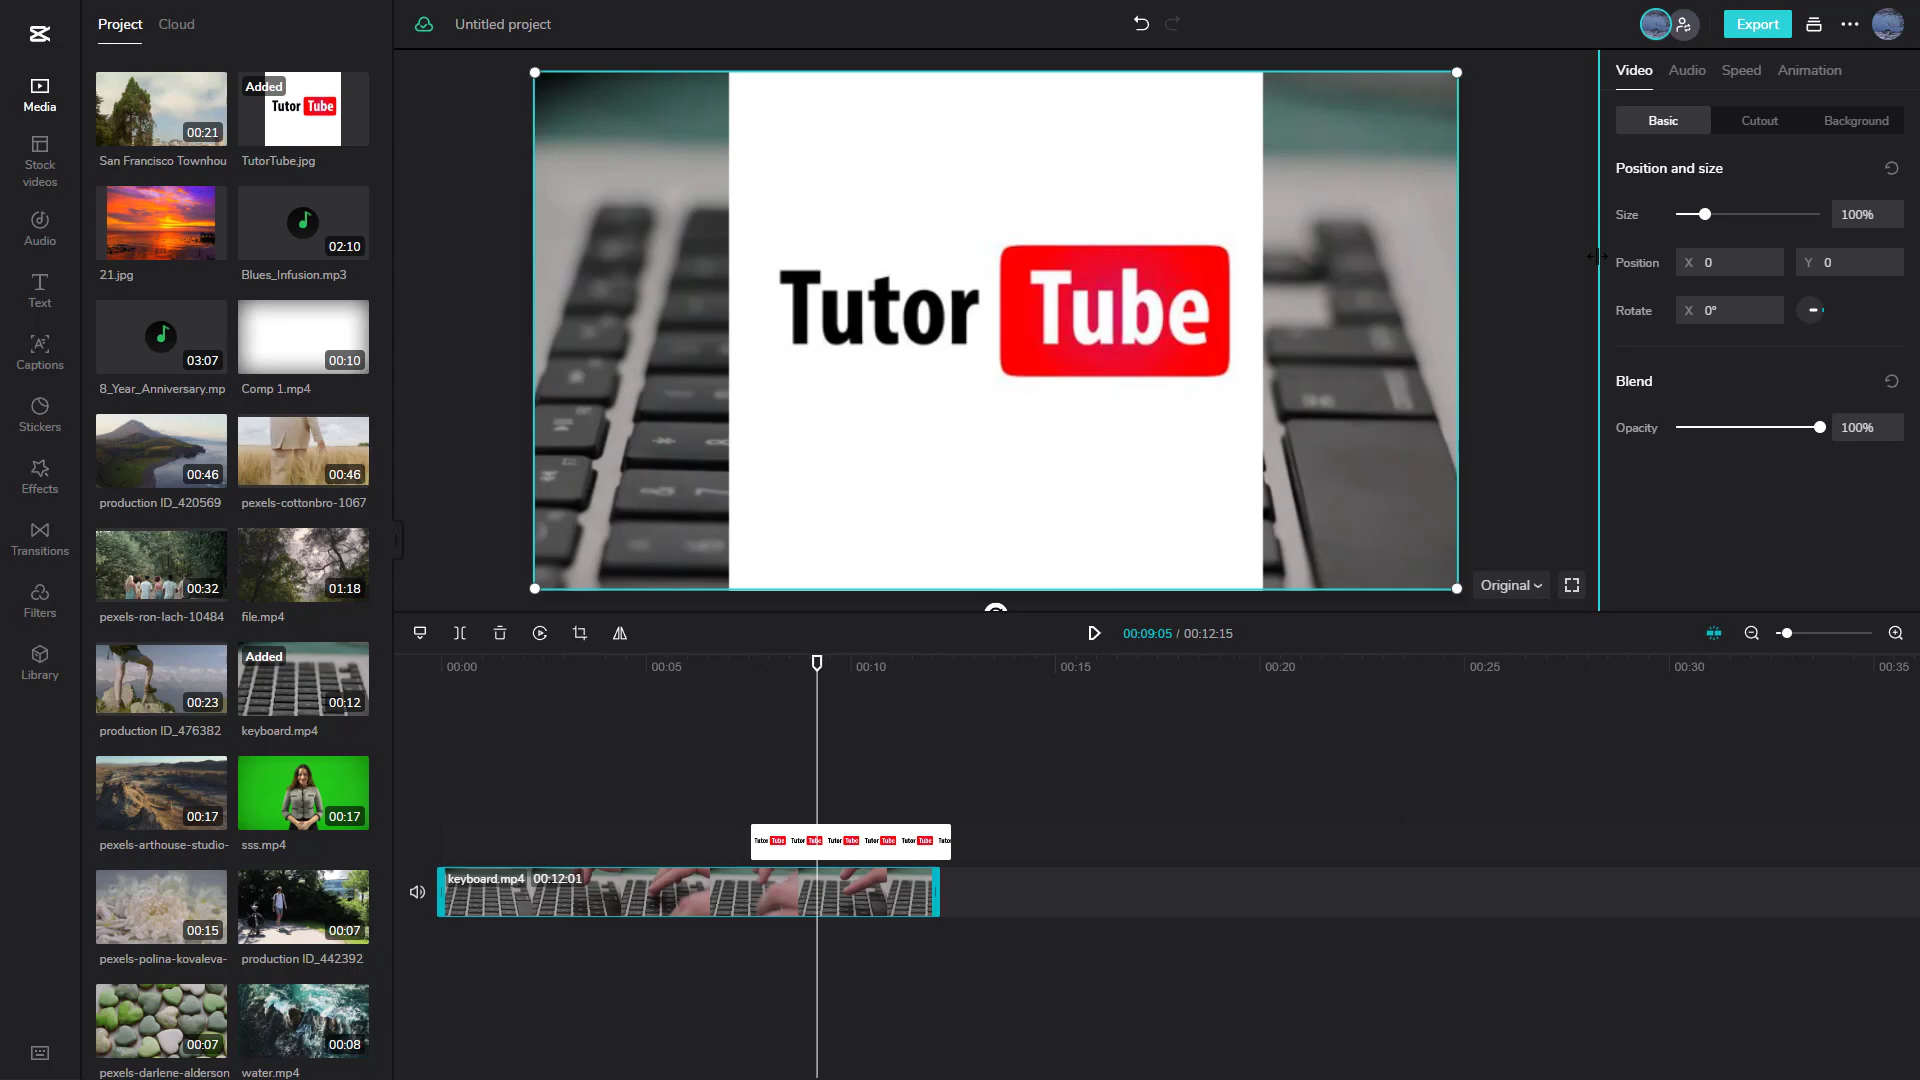 Project Cloud
Untitled project
Export
Media
Stock
videos
Audio
Text
Captions
Stickers
Effects
Transitions
Filters
Library
00:21
San Francisco Townhou
Added
Tutor Tube
TutorTube.jpg
21.jpg
02:10
Blues_Infusion.mp3
03:07
8_Year_Anniversary.mp
00:10
Comp 1.mp4
00:46
production ID_420569
00:46
pexels-cottonbro-1067
00:32
pexels-ron-lach-10484
01:18
file.mp4
00:23
production ID_476382
Added
00:12
keyboard.mp4
00:17
pexels-arthouse-studio-
00:17
sss.mp4
00:15
pexels-polina-kovaleva-
00:07
production ID_442392
00:07
pexels-darlene-alderson
00:08
water.mp4
Tutor Tube
Original
Video Audio Speed Animation
Basic Cutout Background
Position and size
Size 100%
Position X 0 Y 0
Rotate X 0°
Blend
Opacity 100%
00:09:05 / 00:12:15
00:00 00:05 00:10 00:15 00:20 00:25 00:30 00:35
Tutor Tube Tutor Tube Tutor Tube Tutor Tube Tutor Tube Tutor
keyboard.mp4 00:12:01